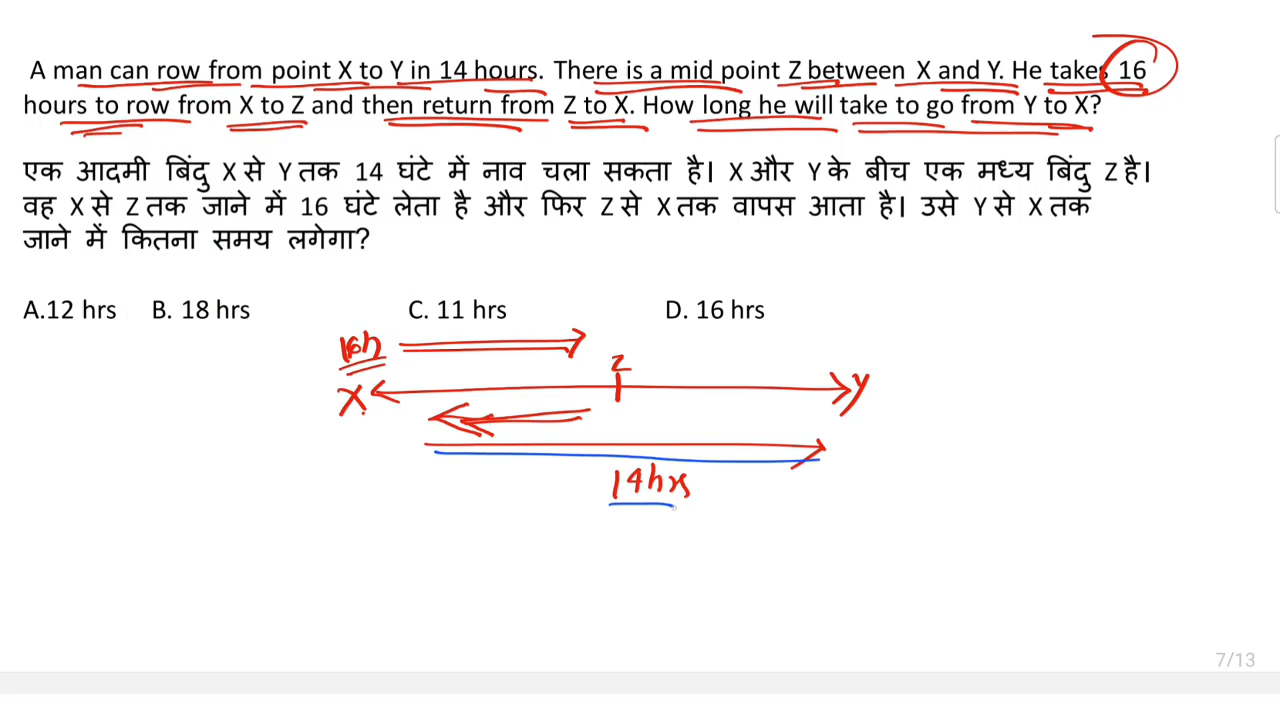 A man can row from point X to Y in 14 hours. There is a mid point Z between X and Y. He takes 16
hours to row from X to Z and then return from Z to X. How long he will take to go from Y to X?
एक आदमी बिंदु X से Y तक 14 घंटे में नाव चला सकता है। X और Y के बीच एक मध्य बिंदु Z है।
वह X से Z तक जाने में 16 घंटे लेता है और फिर Z से X तक वापस आता है। उसे Y से X तक
जाने में कितना समय लगेगा?
A.12 hrs B. 18 hrs C. 11 hrs D. 16 hrs
16h
Z
X Y
14hrs
7/13